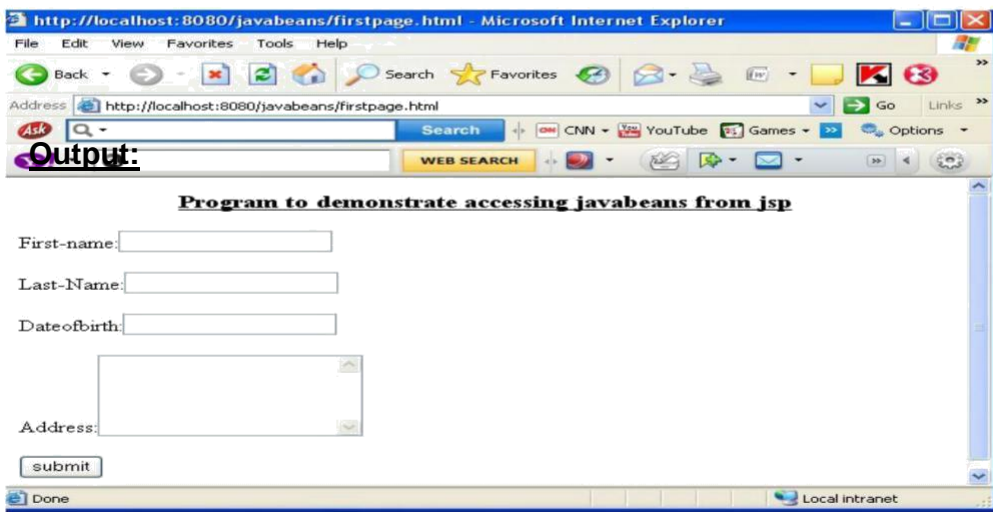 http://localhost:8080/javabeans/firstpage.html - Microsoft Internet Explorer
File Edit View Favorites Tools Help
Back Search Favorites
Address http://localhost:8080/javabeans/firstpage.html Go Links
Ask Search CNN YouTube Games Options
Output: WEB SEARCH
Program to demonstrate accessing javabeans from jsp
First-name:
Last-Name:
Dateofbirth:
Address:
submit
Done Local intranet